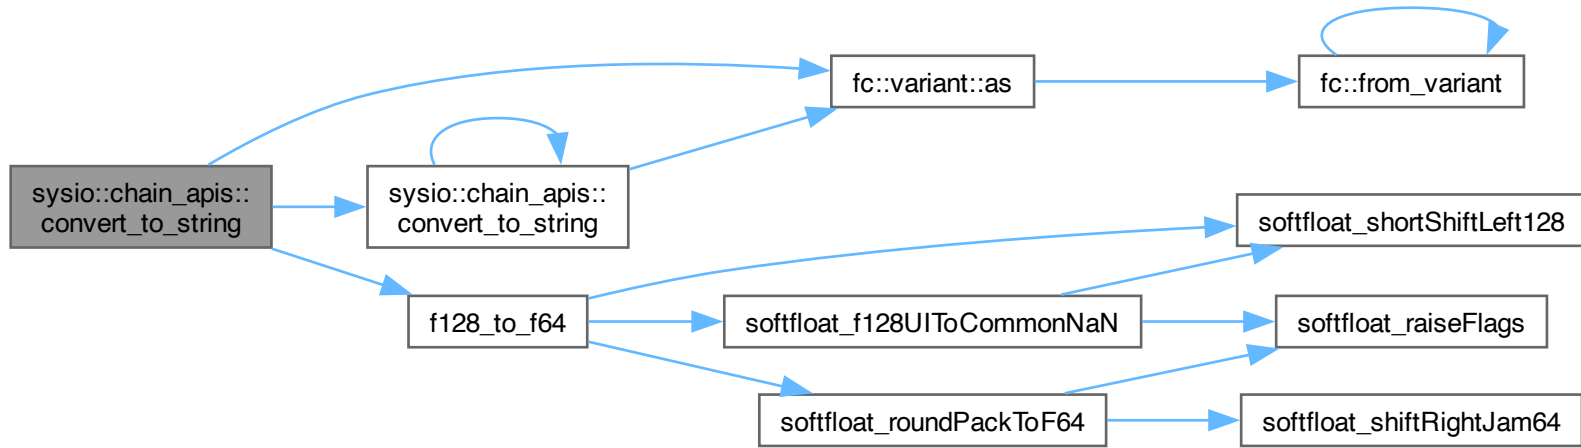 sysio::chain_apis::
convert_to_string
sysio::chain_apis::
convert_to_string
f128_to_f64
fc::variant::as
fc::from_variant
softfloat_shortShiftLeft128
softfloat_f128UIToCommonNaN
softfloat_raiseFlags
softfloat_roundPackToF64
softfloat_shiftRightJam64